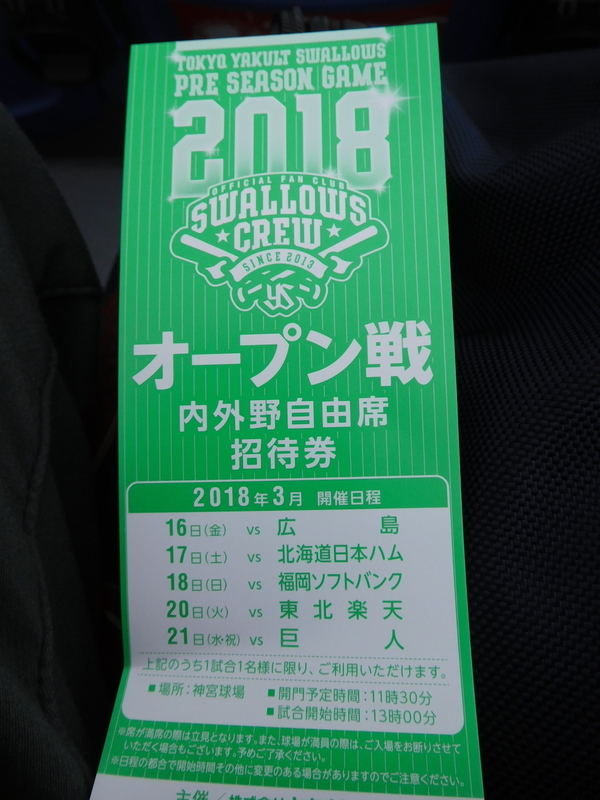 TOKYO YAKULT SWALLOWS
PRE SEASON GAME
2018
OFFICIAL FAN CLUB
SWALLOWS
CREW
SINCE 2013
オープン戦
内外野自由席
招待券
2018年3月 開催日程
16日(金) vs 広島
17日(土) vs 北海道日本ハム
18日(日) vs 福岡ソフトバンク
20日(火) vs 東北楽天
21日(水・祝) vs 巨人
上記のうち1試合1名様に限り、ご利用いただけます。
■場所:神宮球場 ■開門予定時間:11時30分
■試合開始時間:13時00分
※席が満席の際は立見となります。また、球場が満員の際は、ご入場をお断りさせて
いただく場合もございます。予めご了承ください。
※日程の都合で開始時間その他に変更のある場合がありますのでご注意ください。
主催/株式会社